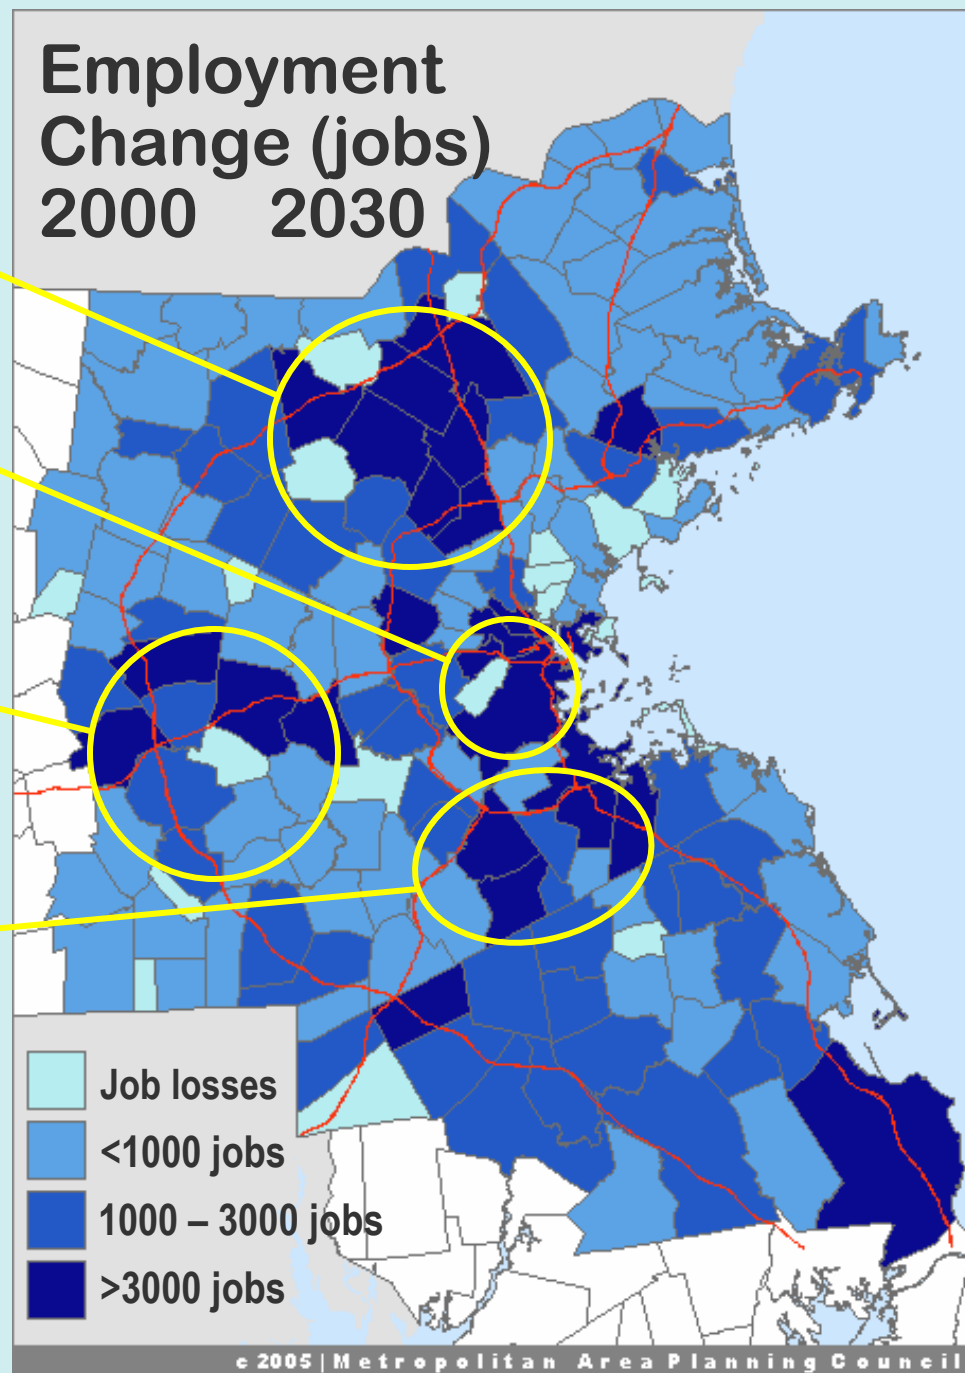 Employment
Change (jobs)
2000 2030
Job losses
<1000 jobs
1000 – 3000 jobs
>3000 jobs
c 2005 | Metropolitan Area Planning Council